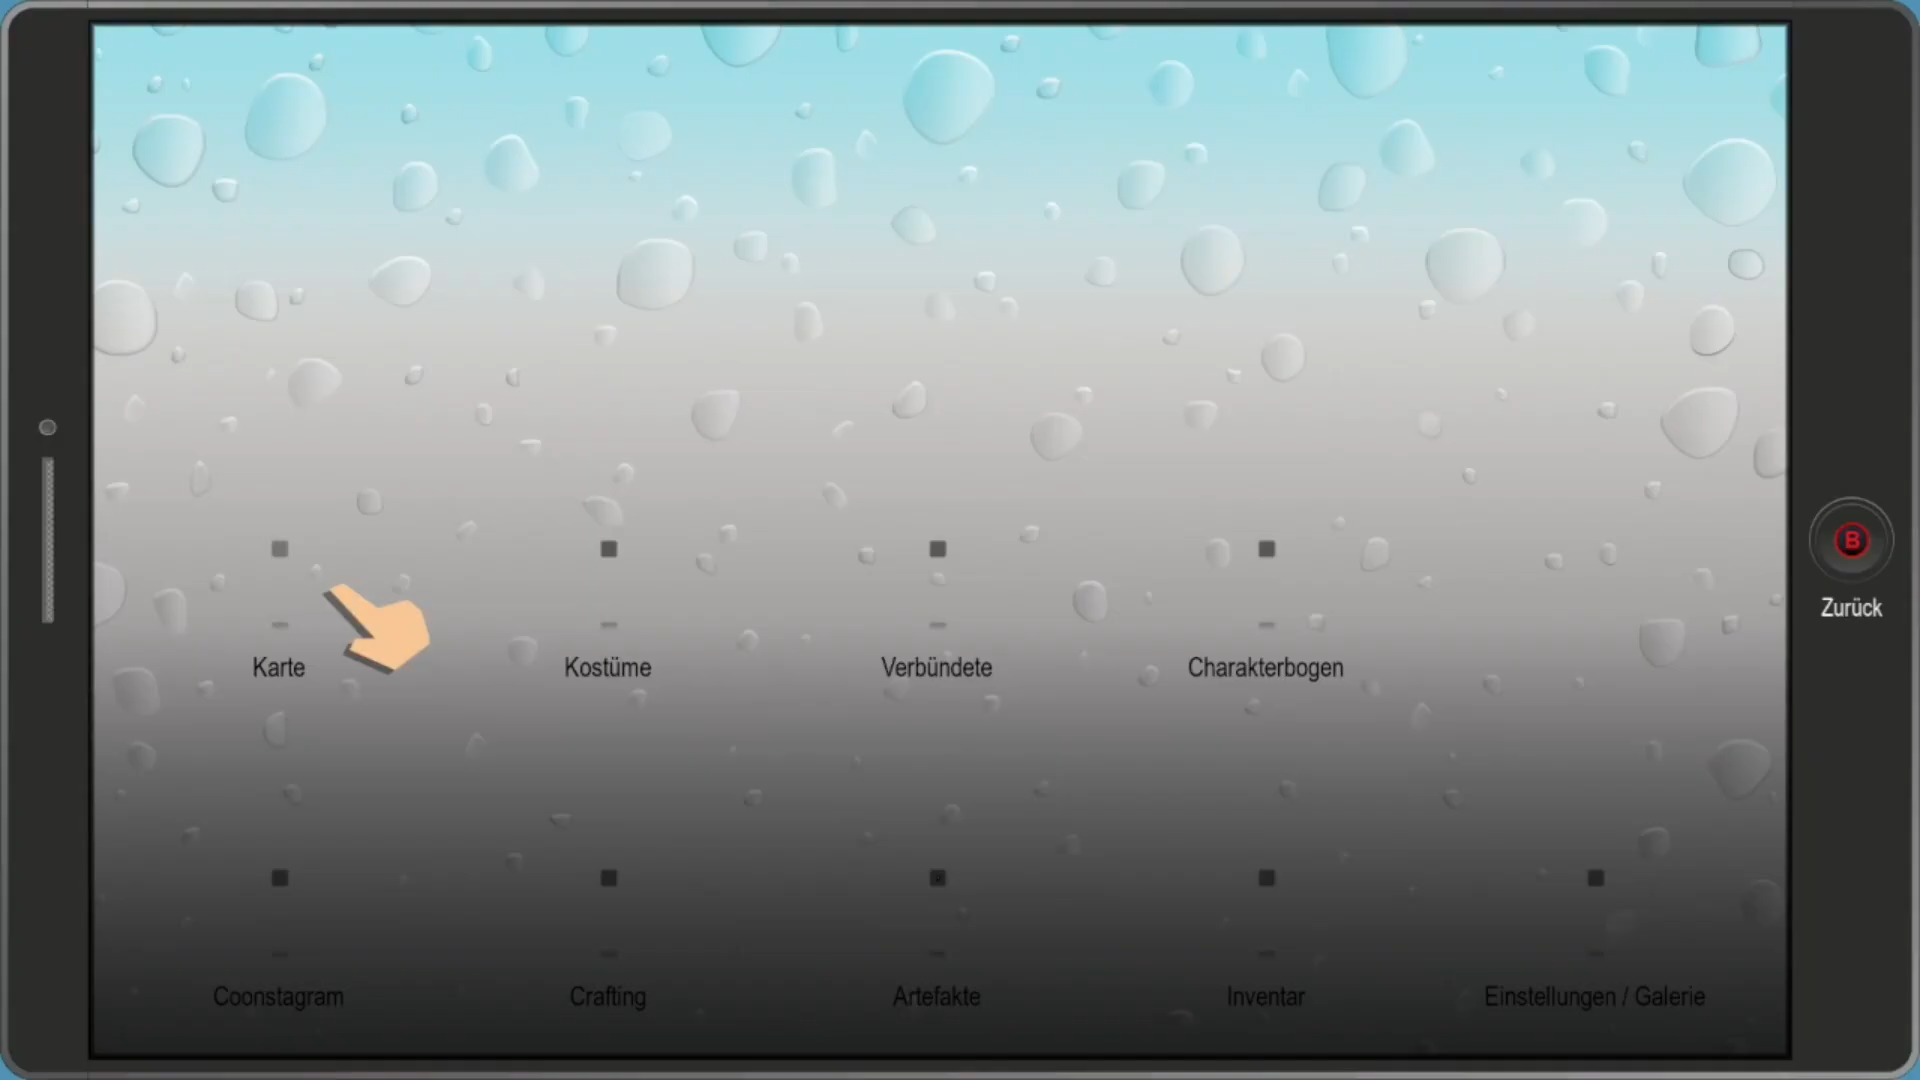 B
Zurück
Karte
Kostüme
Verbündete
Charakterbogen
Coonstagram
Crafting
Artefakte
Inventar
Einstellungen / Galerie